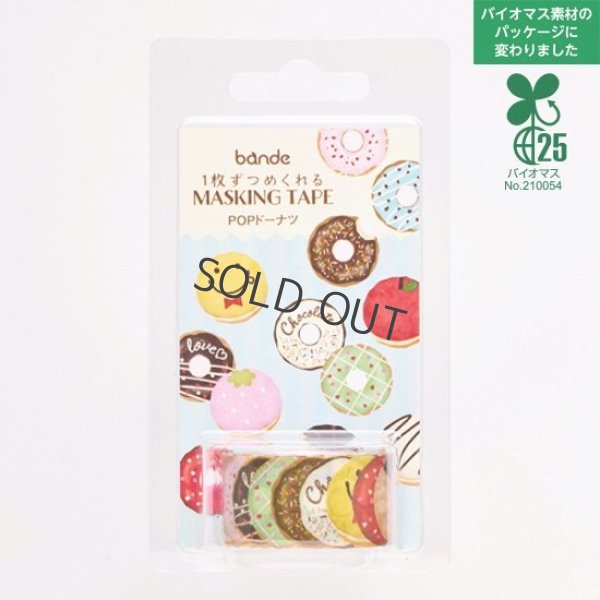 バイオマス素材の
パッケージに
変わりました
25
バイオマス
No.210054
bande
1枚ずつめくれる
MASKING TAPE
POPドーナツ
SOLD OUT
Chocolat
love